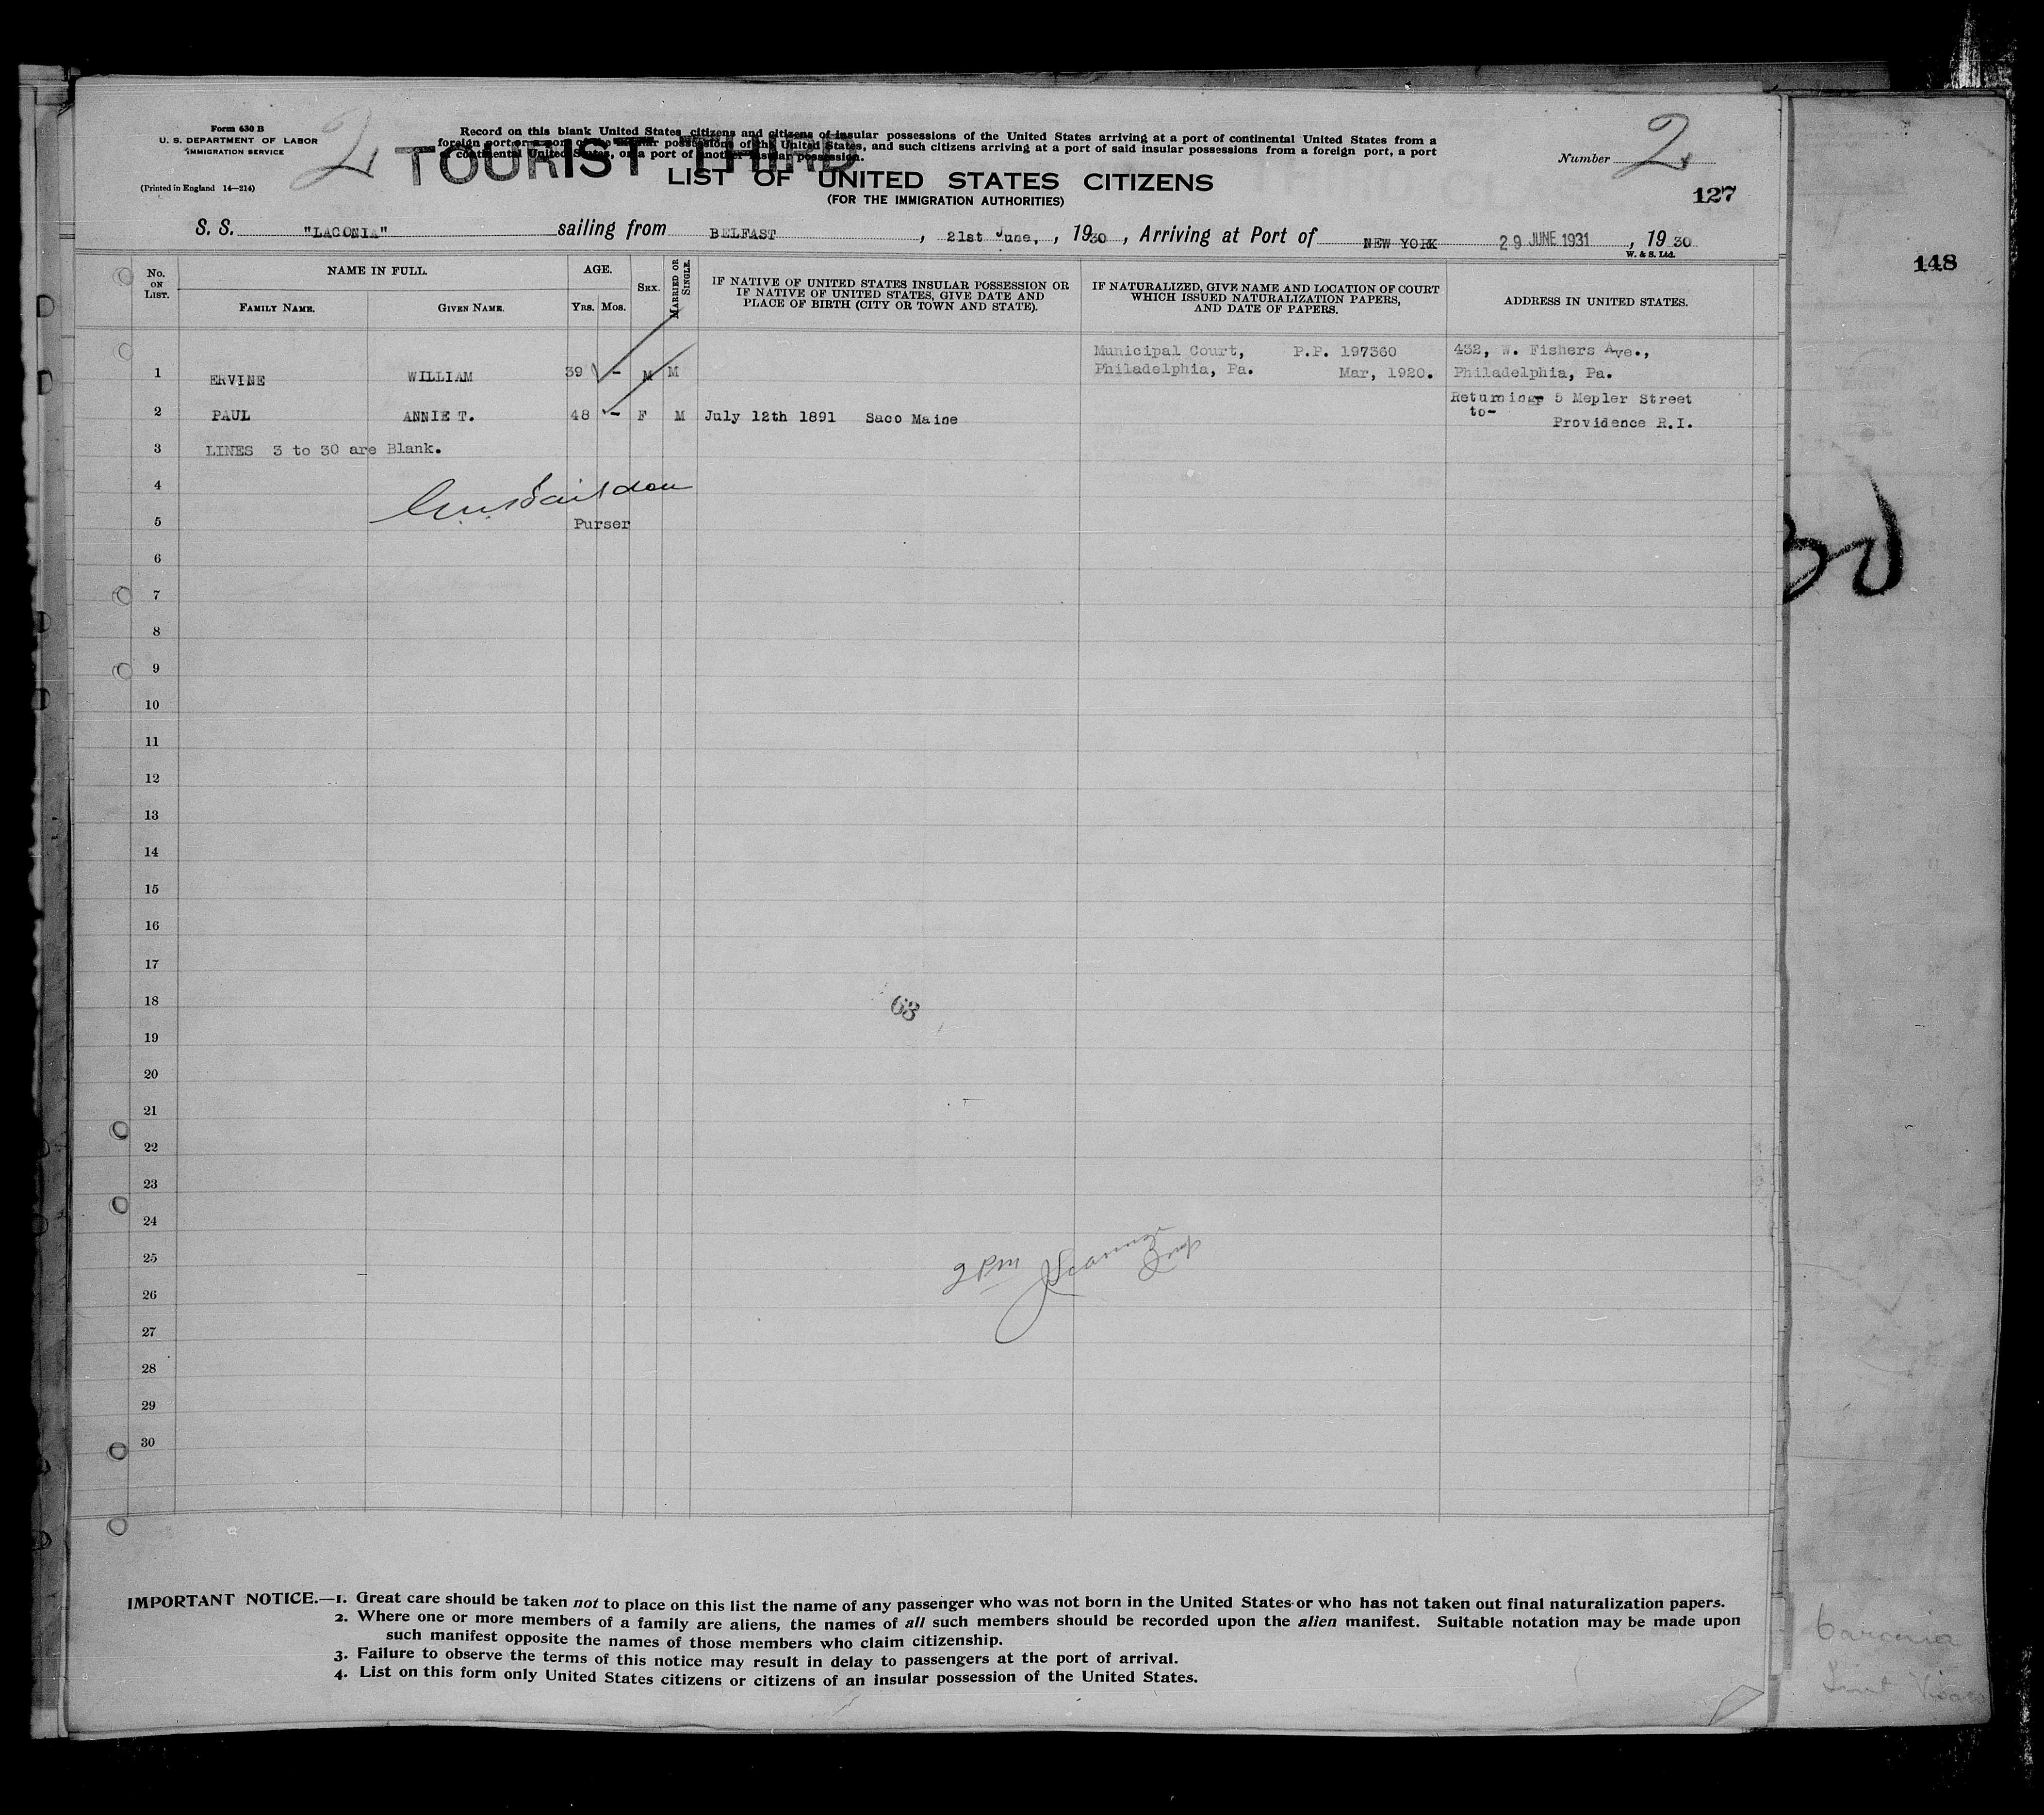 Form 630 B
U. S. DEPARTMENT OF LABOR
IMMIGRATION SERVICE
(Printed in England 14—214)
2
TOURIST THIRD
Record on this blank United States citizens and citizens of insular possessions of the United States arriving at a port of continental United States from a
foreign port or a port of the insular possessions of the United States, and such citizens arriving at a port of said insular possessions from a foreign port, a port
of continental United States, or a port of another insular possession.
LIST OF UNITED STATES CITIZENS
(FOR THE IMMIGRATION AUTHORITIES)
Number 2
127
148
S. S. "LACONIA" sailing from BELFAST, 21st June, , 1930, Arriving at Port of NEW YORK 29 JUNE 1931, 1930
W. & S. Ltd.
No. ON LIST. NAME IN FULL. AGE. SEX. MARRIED OR SINGLE. IF NATIVE OF UNITED STATES INSULAR POSSESSION OR IF NATIVE OF UNITED STATES, GIVE DATE AND PLACE OF BIRTH (CITY OR TOWN AND STATE). IF NATURALIZED, GIVE NAME AND LOCATION OF COURT WHICH ISSUED NATURALIZATION PAPERS, AND DATE OF PAPERS. ADDRESS IN UNITED STATES.
FAMILY NAME. GIVEN NAME. Yrs. Mos.
Municipal Court, P.P. 197360 432, W. Fishers Ave.,
1 ERVINE WILLIAM 39 - M M Philadelphia, Pa. Mar, 1920. Philadelphia, Pa.
Returning 5 Mepler Street
2 PAUL ANNIE T. 48 - F M July 12th 1891 Saco Maine to- Providence R.I.
3 LINES 3 to 30 are Blank.
4
5 Purser
6
7
8
9
10
11
12
13
14
15
16
17
18 63
19
20
21
22
23
24
25 2 PM
26
27
28
29
30
IMPORTANT NOTICE.—1. Great care should be taken not to place on this list the name of any passenger who was not born in the United States or who has not taken out final naturalization papers.
2. Where one or more members of a family are aliens, the names of all such members should be recorded upon the alien manifest. Suitable notation may be made upon
such manifest opposite the names of those members who claim citizenship.
3. Failure to observe the terms of this notice may result in delay to passengers at the port of arrival.
4. List on this form only United States citizens or citizens of an insular possession of the United States.